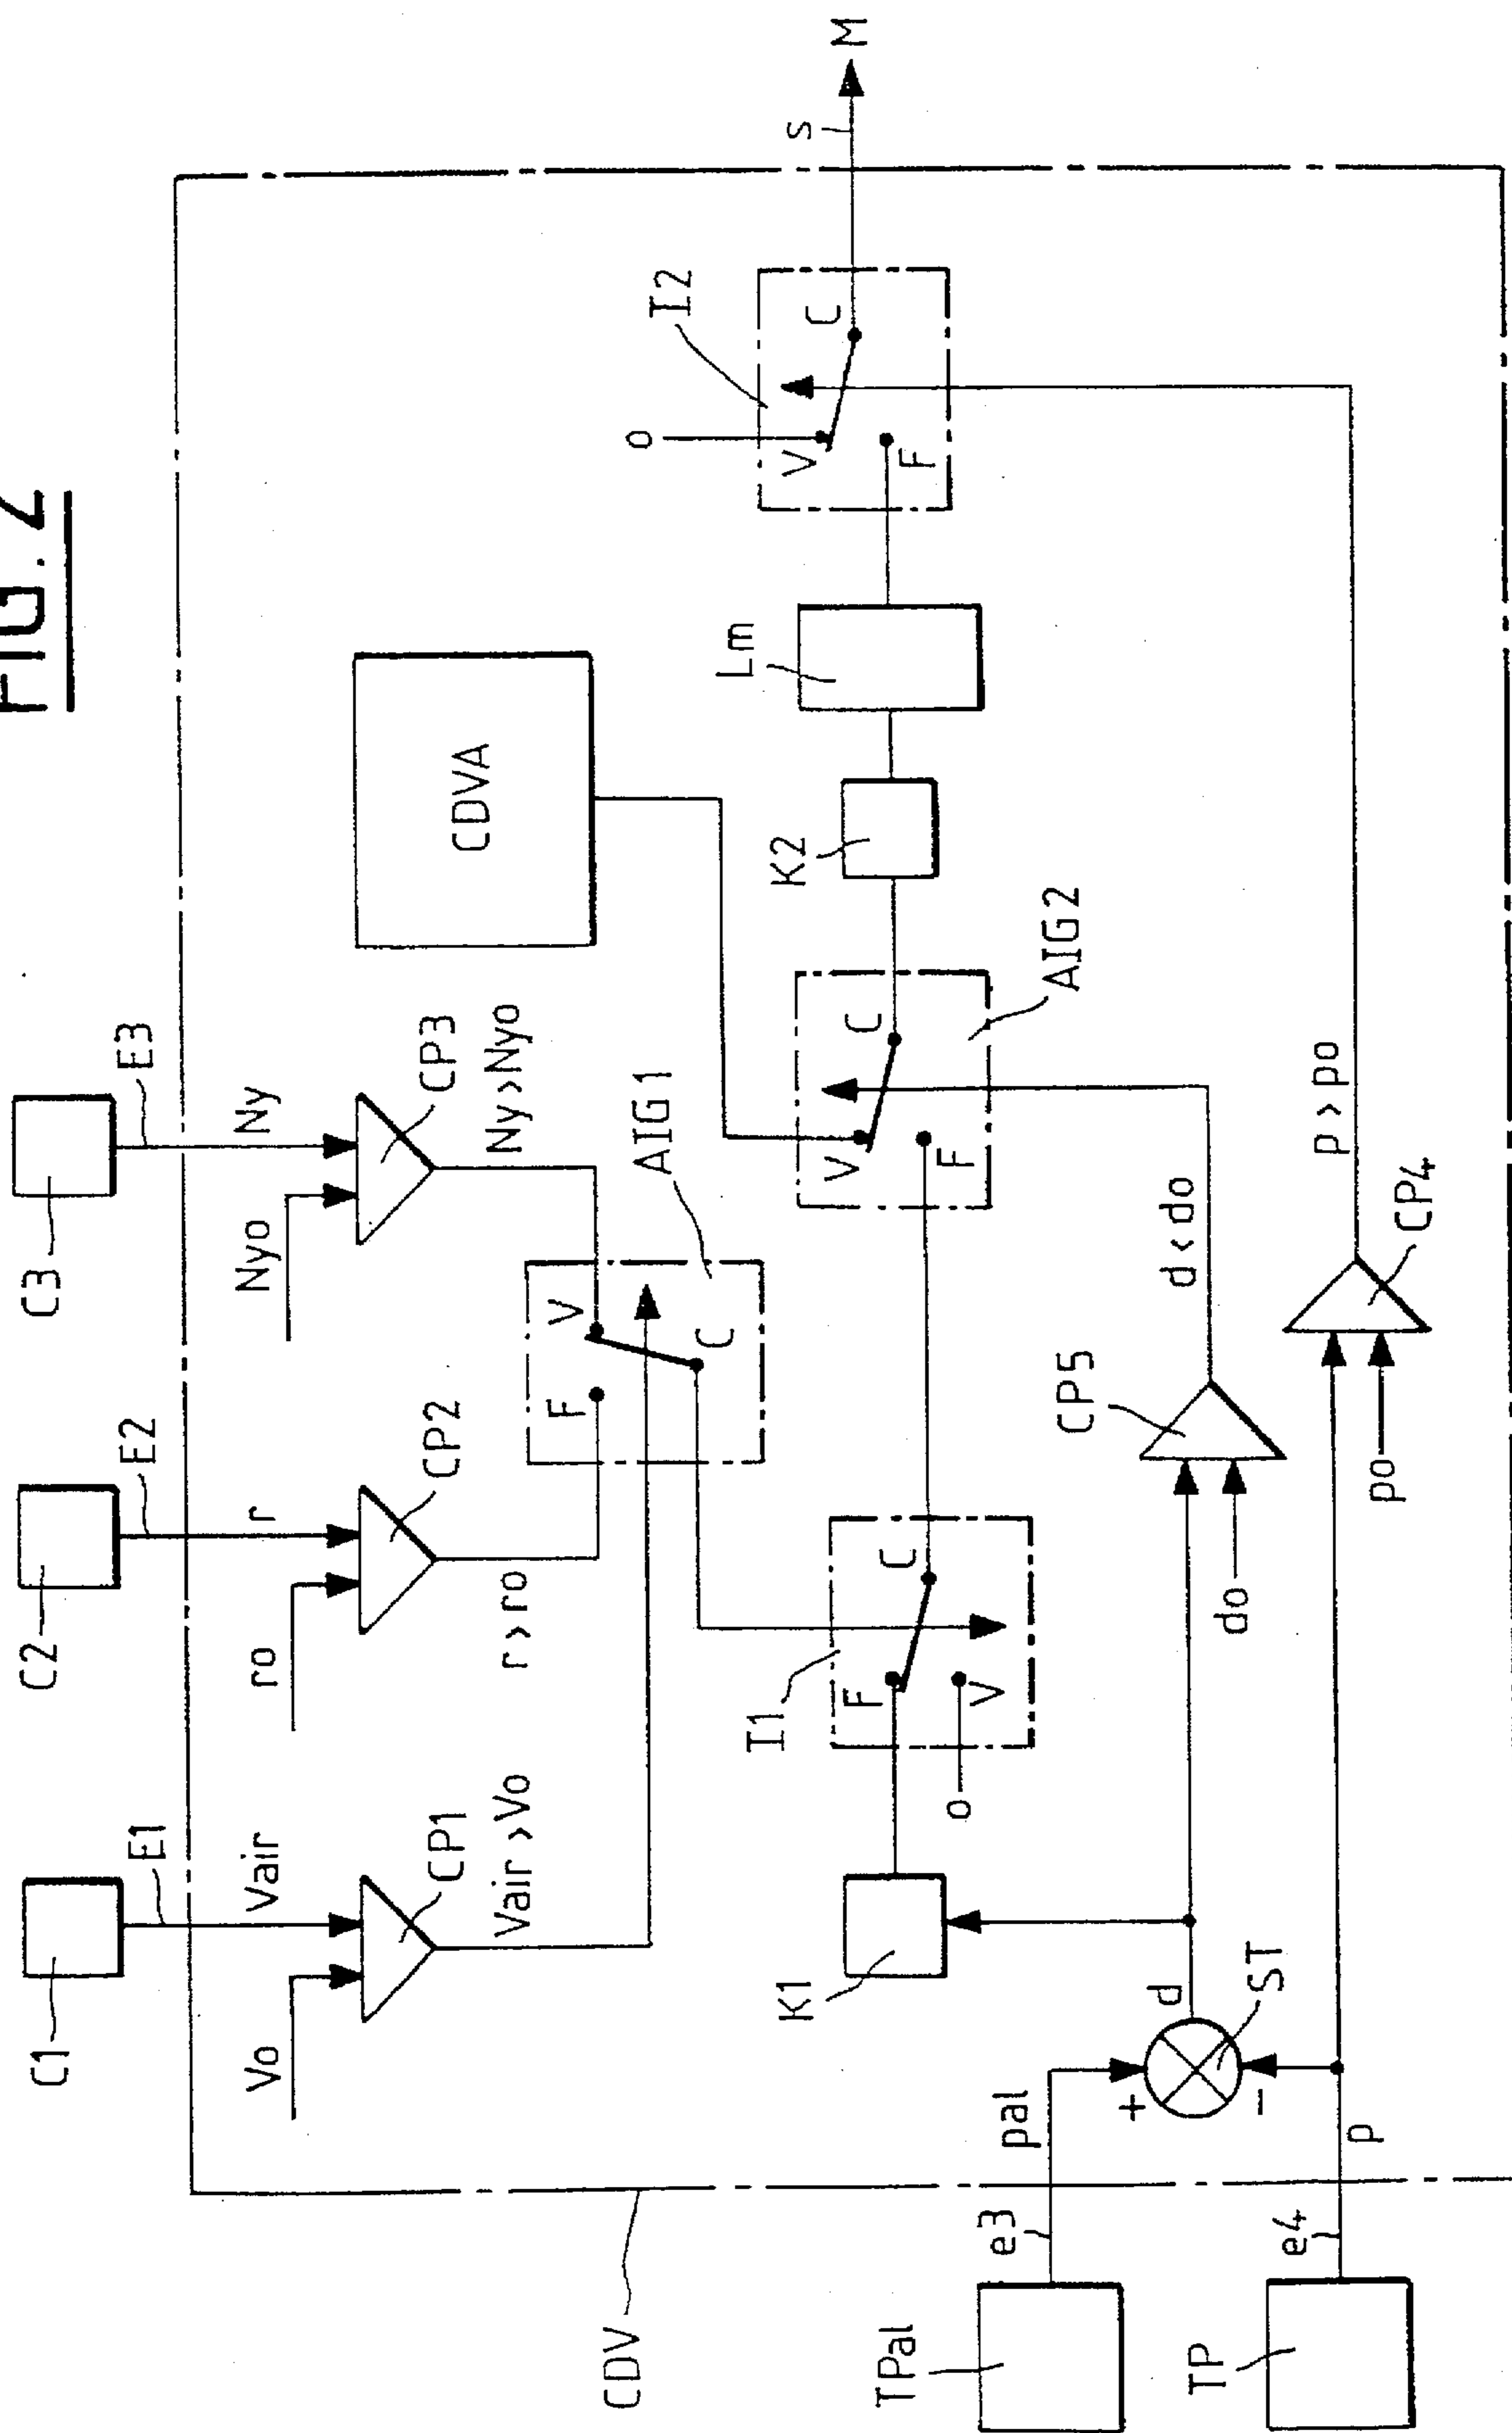 FIG. 2
C1
C2
C3
E1
E2
E3
Vo
Vair
ro
r
Nyo
Ny
CP1
CP2
CP3
Vair > Vo
r > ro
Ny > Nyo
CDVA
F
V
C
AIG1
o
I2
V
C
F
s
M
I1
F
C
V
o
V
C
F
AIG2
K2
Lm
K1
CDV
TPal
e3
pal
+
-
d
ST
do
CP5
d < do
TP
e4
p
po
CP4
p > po